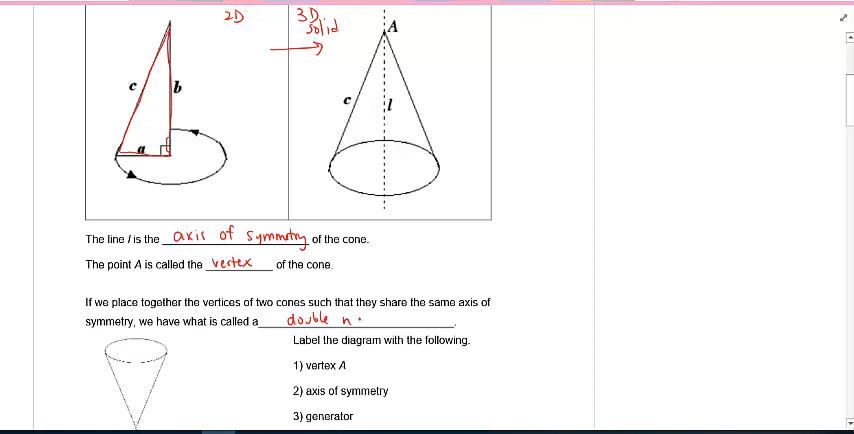 2D
3D
solid
A
c
b
c
l
a
The line l is the axis of symmetry of the cone.
The point A is called the vertex of the cone.
If we place together the vertices of two cones such that they share the same axis of
symmetry, we have what is called a double n
Label the diagram with the following.
1) vertex A
2) axis of symmetry
3) generator